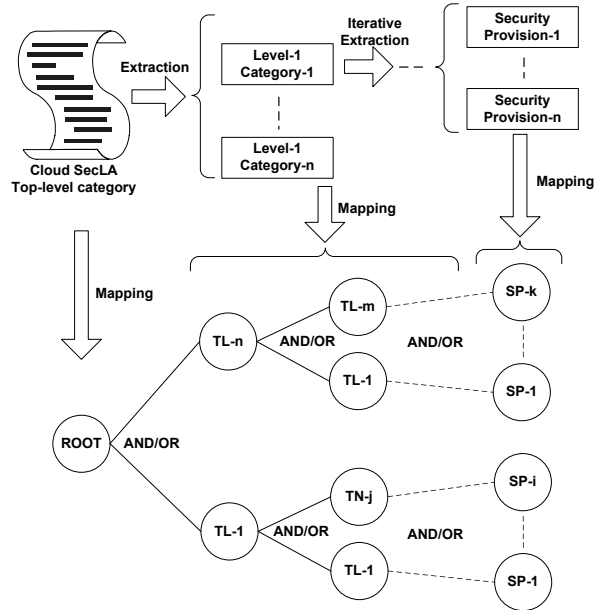 Extraction
Level-1
Category-1
Iterative
Extraction
Security
Provision-1
Security
Provision-n
Level-1
Category-n
Cloud SecLA
Top-level category
Mapping
Mapping
Mapping
SP-k
TL-m
TL-n
AND/OR
AND/OR
TL-1
SP-1
ROOT
AND/OR
TN-j
SP-i
TL-1
AND/OR
AND/OR
TL-1
SP-1